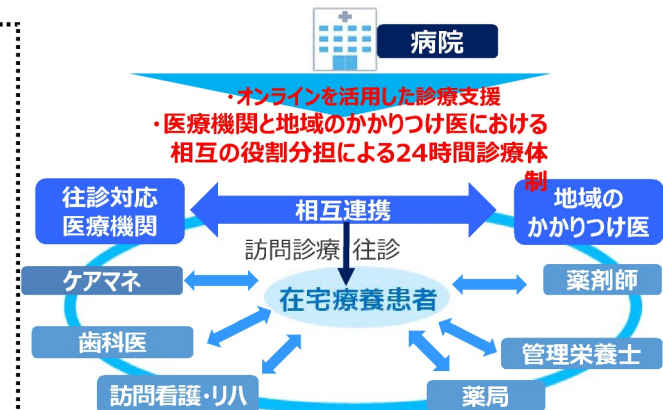 病院
・オンラインを活用した診療支援
・医療機関と地域のかかりつけ医における
相互の役割分担による24時間診療体
制
往診対応
医療機関
相互連携
地域の
かかりつけ医
訪問診療・往診
ケアマネ
在宅療養患者
薬剤師
歯科医
管理栄養士
訪問看護・リハ
薬局